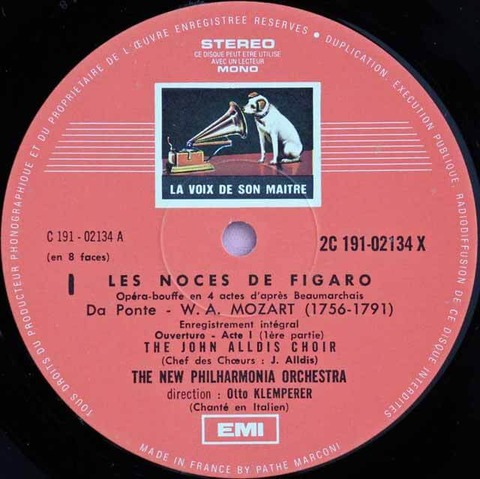 TOUS DROITS DU PRODUCTEUR PHONOGRAPHIQUE ET DU PROPRIETAIRE DE L'ŒUVRE ENREGISTREE RESERVES • DUPLICATION, EXECUTION PUBLIQUE, RADIODIFFUSION DE CE DISQUE INTERDITES
STEREO
CE DISQUE PEUT ETRE UTILISE
AVEC UN LECTEUR
MONO
LA VOIX DE SON MAITRE
C 191 - 02134 A
2C 191-02134 X
(en 8 faces)
I LES NOCES DE FIGARO
Opéra-bouffe en 4 actes d'après Beaumarchais
Da Ponte - W. A. MOZART (1756-1791)
Enregistrement intégral
Ouverture - Acte I (1ère partie)
THE JOHN ALLDIS CHOIR
(Chef des Chœurs : J. Alldis)
THE NEW PHILHARMONIA ORCHESTRA
direction : Otto KLEMPERER
(Chanté en Italien)
EMI
MADE IN FRANCE BY PATHE MARCONI